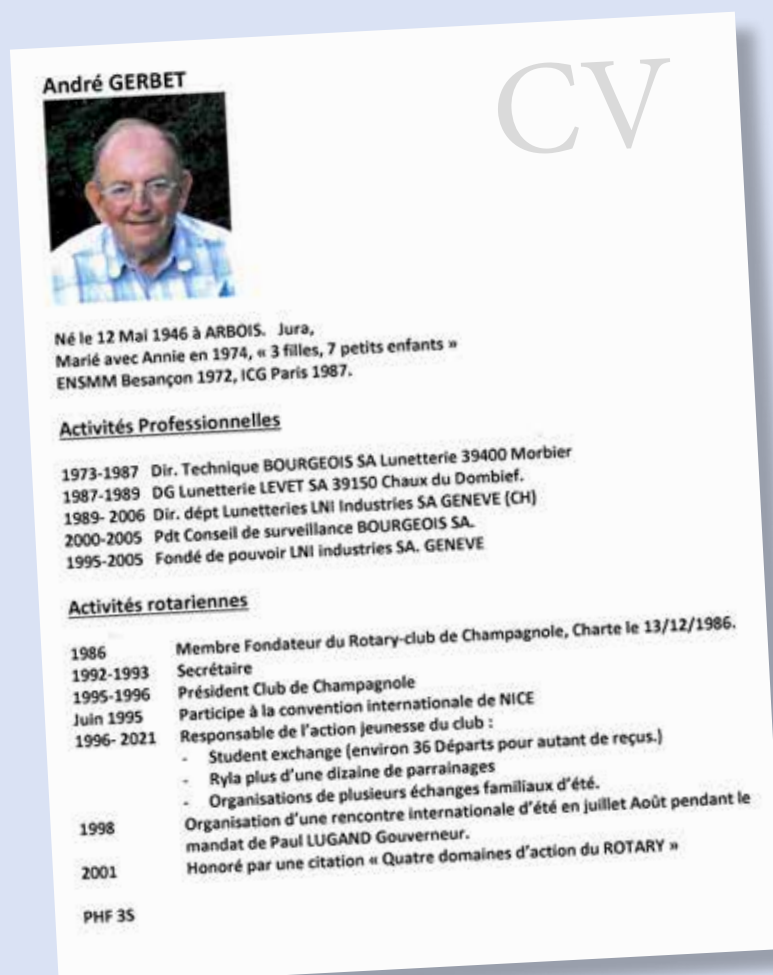 CV
André GERBET
Né le 12 Mai 1946 à ARBOIS. Jura,
Marié avec Annie en 1974, « 3 filles, 7 petits enfants »
ENSMM Besançon 1972, ICG Paris 1987.
Activités Professionnelles
1973-1987 Dir. Technique BOURGEOIS SA Lunetterie 39400 Morbier
1987-1989 DG Lunetterie LEVET SA 39150 Chaux du Dombief.
1989- 2006 Dir. dépt Lunetteries LNI Industries SA GENEVE (CH)
2000-2005 Pdt Conseil de surveillance BOURGEOIS SA.
1995-2005 Fondé de pouvoir LNI industries SA. GENEVE
Activités rotariennes
1986 Membre Fondateur du Rotary-club de Champagnole, Charte le 13/12/1986.
1992-1993 Secrétaire
1995-1996 Président Club de Champagnole
Juin 1995 Participe à la convention internationale de NICE
1996- 2021 Responsable de l'action jeunesse du club :
- Student exchange (environ 36 Départs pour autant de reçus.)
- Ryla plus d'une dizaine de parrainages
- Organisations de plusieurs échanges familiaux d'été.
1998 Organisation d'une rencontre internationale d'été en juillet Août pendant le
mandat de Paul LUGAND Gouverneur.
2001 Honoré par une citation « Quatre domaines d'action du ROTARY »
PHF 3S